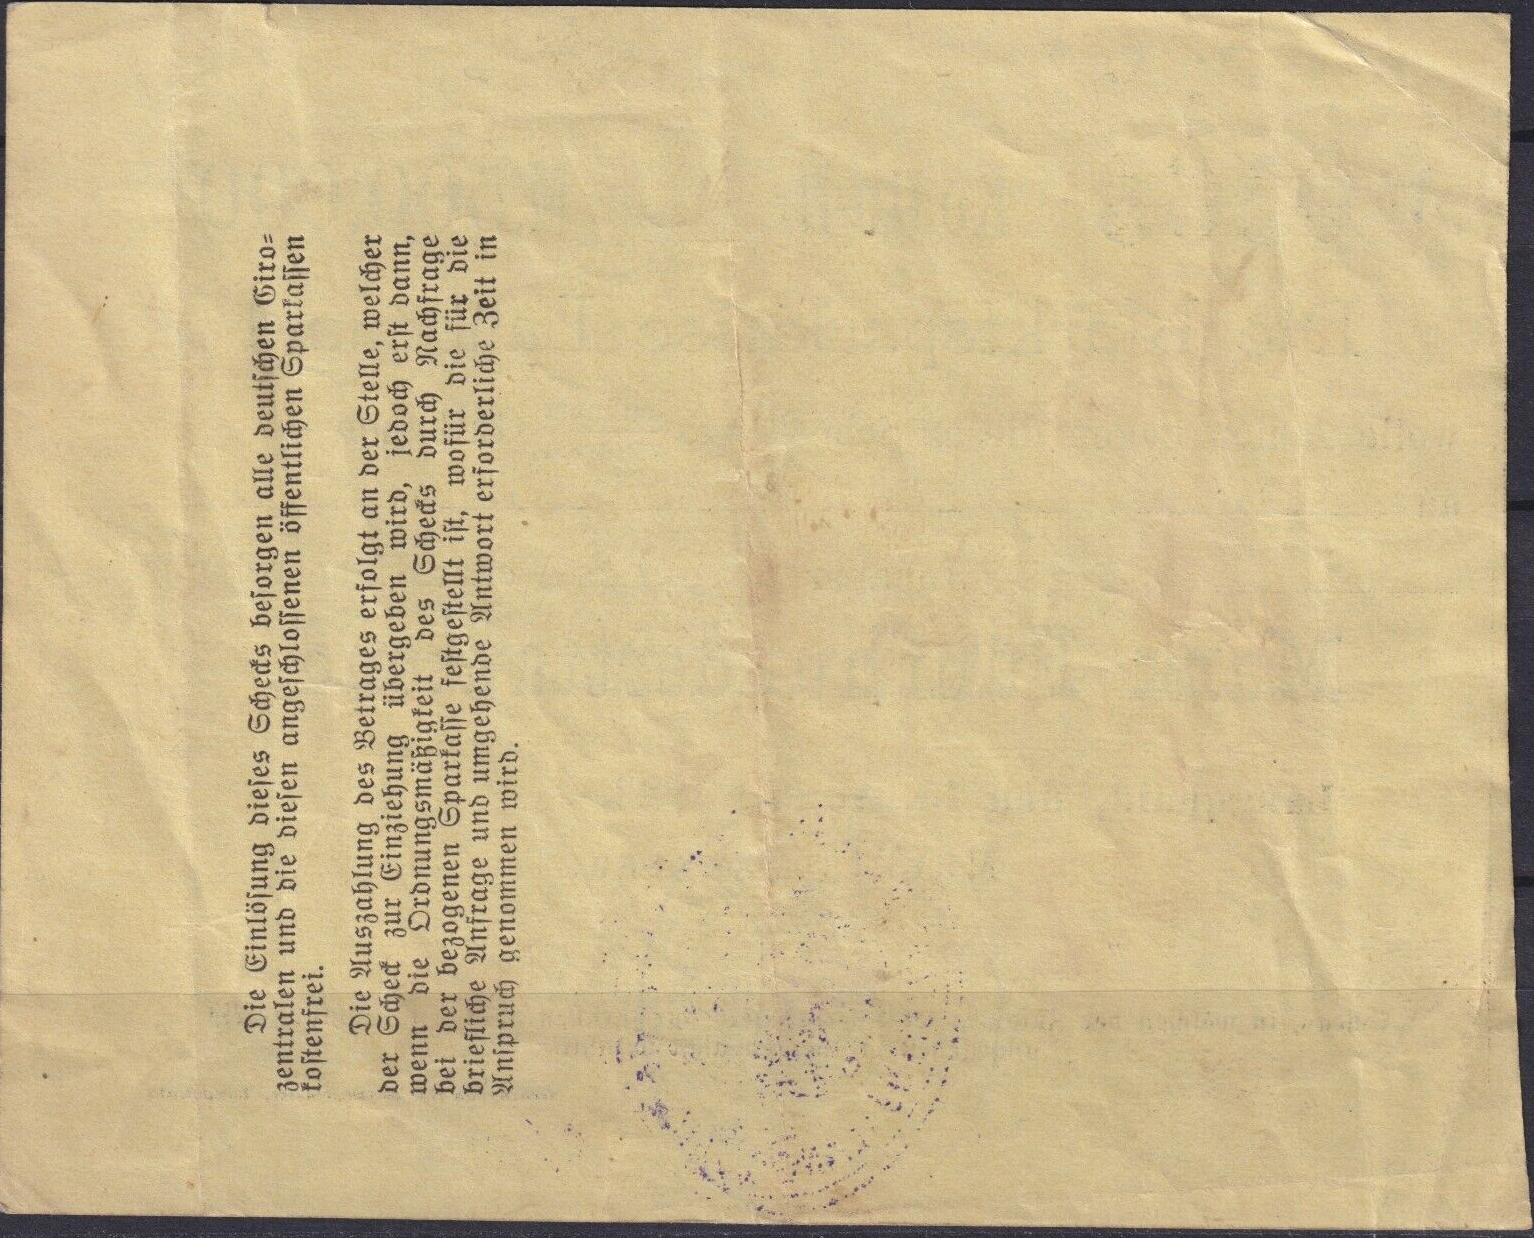 Die Einlösung dieses Schecks besorgen alle deutschen Giro=
zentralen und die diesen angeschlossenen öffentlichen Sparkassen
kostenfrei.
Die Auszahlung des Betrages erfolgt an der Stelle, welcher
der Scheck zur Einziehung übergeben wird, jedoch erst dann,
wenn die Ordnungsmäßigkeit des Schecks durch Nachfrage
bei der bezogenen Sparkasse festgestellt ist, wofür die für die
briefliche Anfrage und umgehende Antwort erforderliche Zeit in
Anspruch genommen wird.